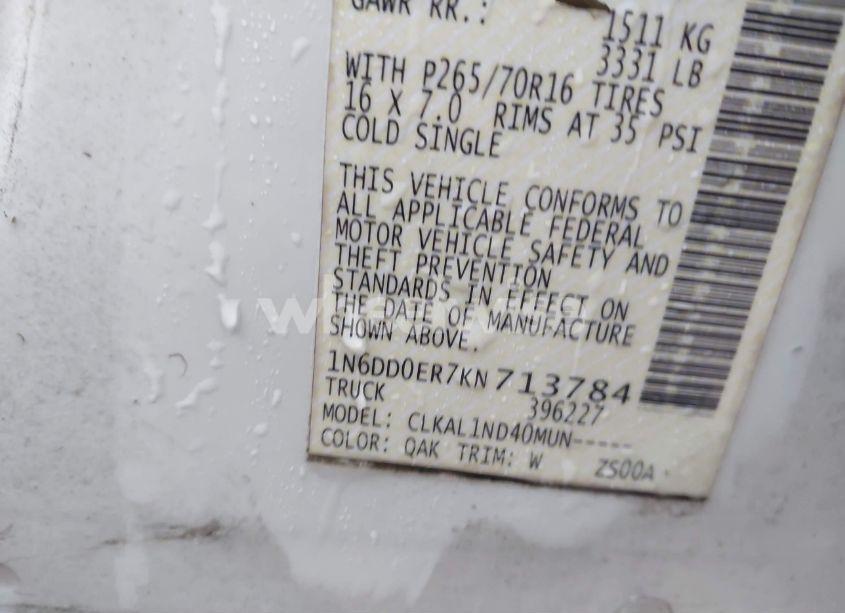 GAWR RR.:
1511 KG
3331 LB
WITH P265/70R16 TIRES
16 X 7.0 RIMS AT 35 PSI
COLD SINGLE
THIS VEHICLE CONFORMS TO
ALL APPLICABLE FEDERAL
MOTOR VEHICLE SAFETY AND
THEFT PREVENTION
STANDARDS IN EFFECT ON
THE DATE OF MANUFACTURE
SHOWN ABOVE.
1N6DD0ER7KN713784
TRUCK 396227
MODEL: CLKAL1ND40MUN-----
COLOR: QAK TRIM: W ZS00A